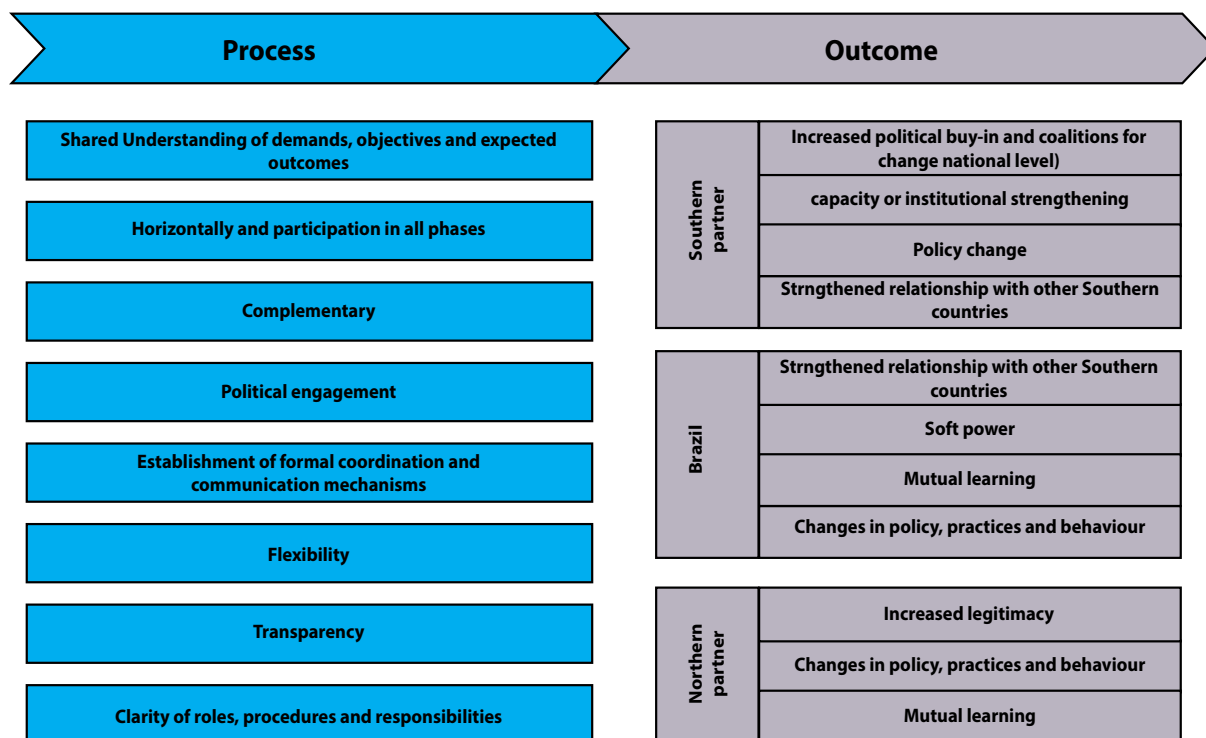 Process
Outcome
Shared Understanding of demands, objectives and expected
outcomes
Horizontally and participation in all phases
Complementary
Political engagement
Establishment of formal coordination and
communication mechanisms
Flexibility
Transparency
Clarity of roles, procedures and responsibilities
Southern
partner
Increased political buy-in and coalitions for
change national level)
capacity or institutional strengthening
Policy change
Strngthened relationship with other Southern
countries
Brazil
Strngthened relationship with other Southern
countries
Soft power
Mutual learning
Changes in policy, practices and behaviour
Northern
partner
Increased legitimacy
Changes in policy, practices and behaviour
Mutual learning